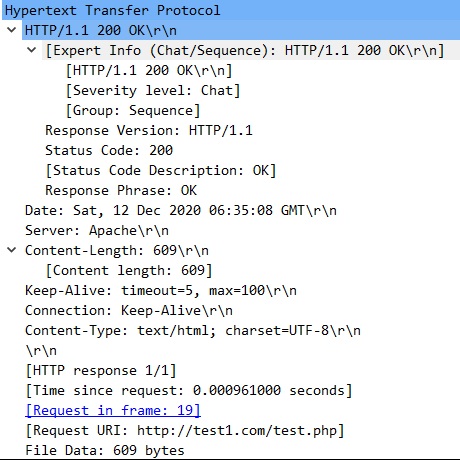 Hypertext Transfer Protocol
HTTP/1.1 200 OK\r\n
[Expert Info (Chat/Sequence): HTTP/1.1 200 OK\r\n]
[HTTP/1.1 200 OK\r\n]
[Severity level: Chat]
[Group: Sequence]
Response Version: HTTP/1.1
Status Code: 200
[Status Code Description: OK]
Response Phrase: OK
Date: Sat, 12 Dec 2020 06:35:08 GMT\r\n
Server: Apache\r\n
Content-Length: 609\r\n
[Content length: 609]
Keep-Alive: timeout=5, max=100\r\n
Connection: Keep-Alive\r\n
Content-Type: text/html; charset=UTF-8\r\n
\r\n
[HTTP response 1/1]
[Time since request: 0.000961000 seconds]
[Request in frame: 19]
[Request URI: http://test1.com/test.php]
File Data: 609 bytes